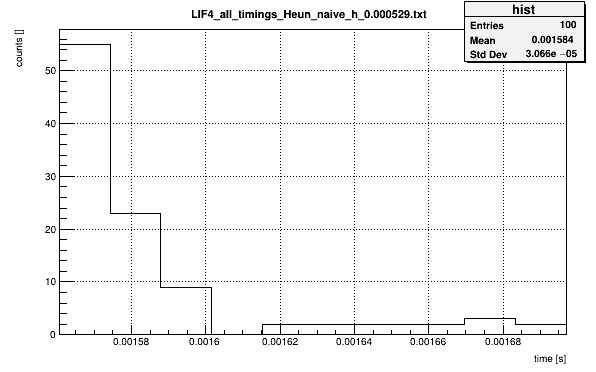 LIF4_all_timings_Heun_naive_h_0.000529.txt
hist
Entries 100
Mean 0.001584
Std Dev 3.066e −05
counts []
50
40
30
20
10
0
0.00158 0.0016 0.00162 0.00164 0.00166 0.00168
time [s]